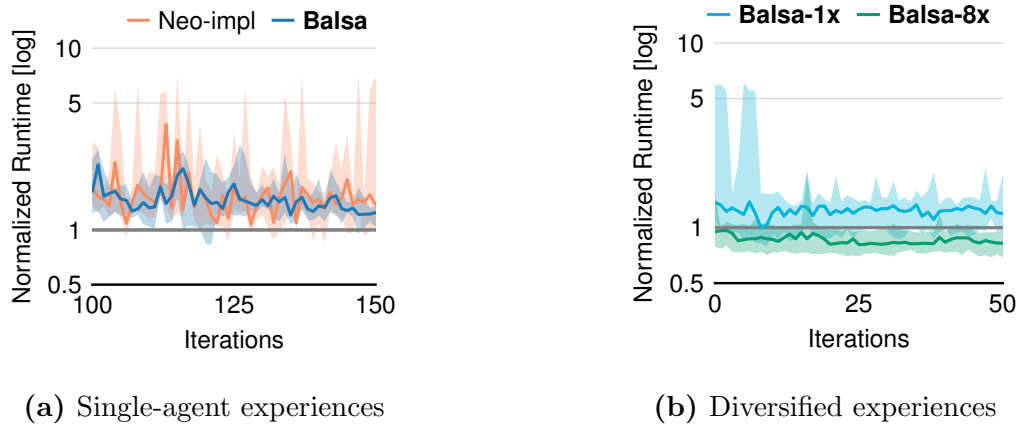 Neo-impl Balsa
Normalized Runtime [log]
10
5
1
0.5
100 125 150
Iterations
(a) Single-agent experiences
Balsa-1x Balsa-8x
Normalized Runtime [log]
10
5
1
0.5
0 25 50
Iterations
(b) Diversified experiences